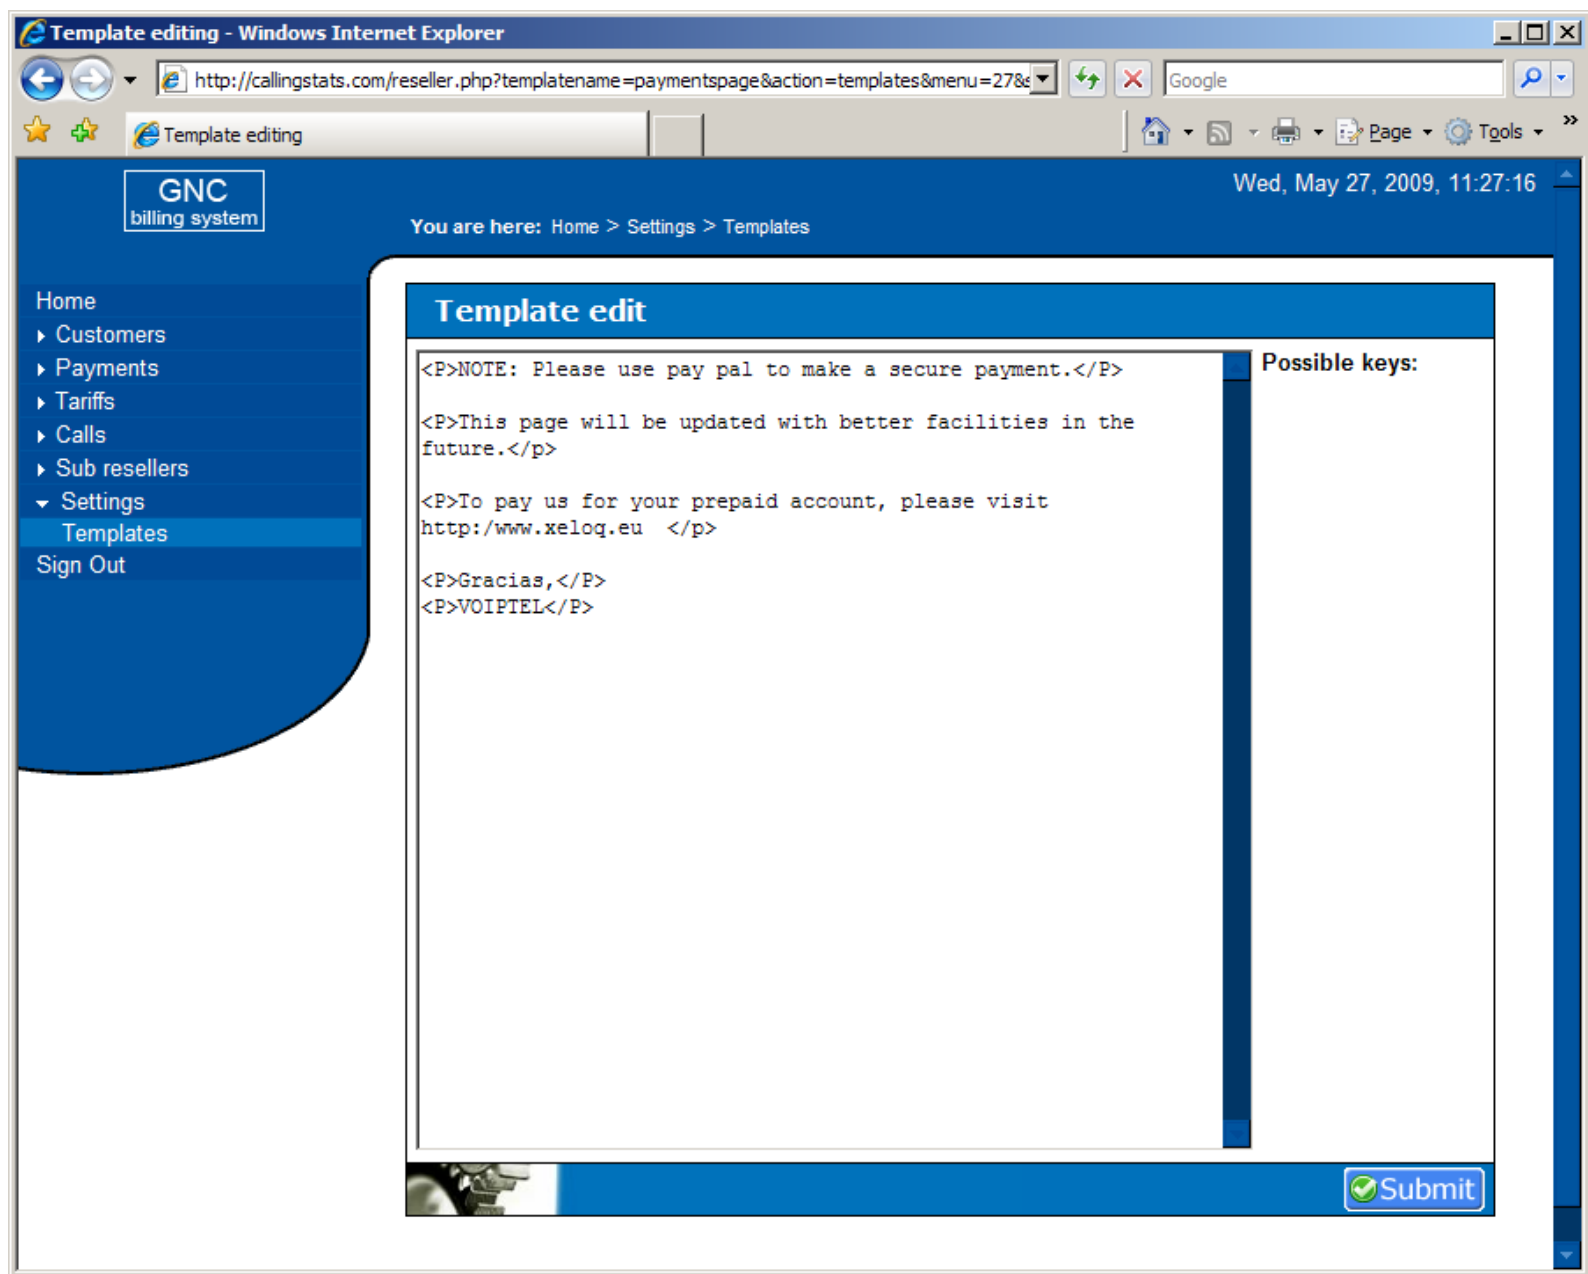 Template editing - Windows Internet Explorer
http://callingstats.com/reseller.php?templatename=paymentspage&action=templates&menu=27&s
Google
Template editing
Page
Tools
»
GNC
billing system
Wed, May 27, 2009, 11:27:16
You are here: Home > Settings > Templates
Home
Customers
Payments
Tariffs
Calls
Sub resellers
Settings
Templates
Sign Out
Template edit
<P>NOTE: Please use pay pal to make a secure payment.</P>
<P>This page will be updated with better facilities in the
future.</p>
<P>To pay us for your prepaid account, please visit
http:/www.xeloq.eu  </p>
<P>Gracias,</P>
<P>VOIPTEL</P>
Possible keys:
Submit